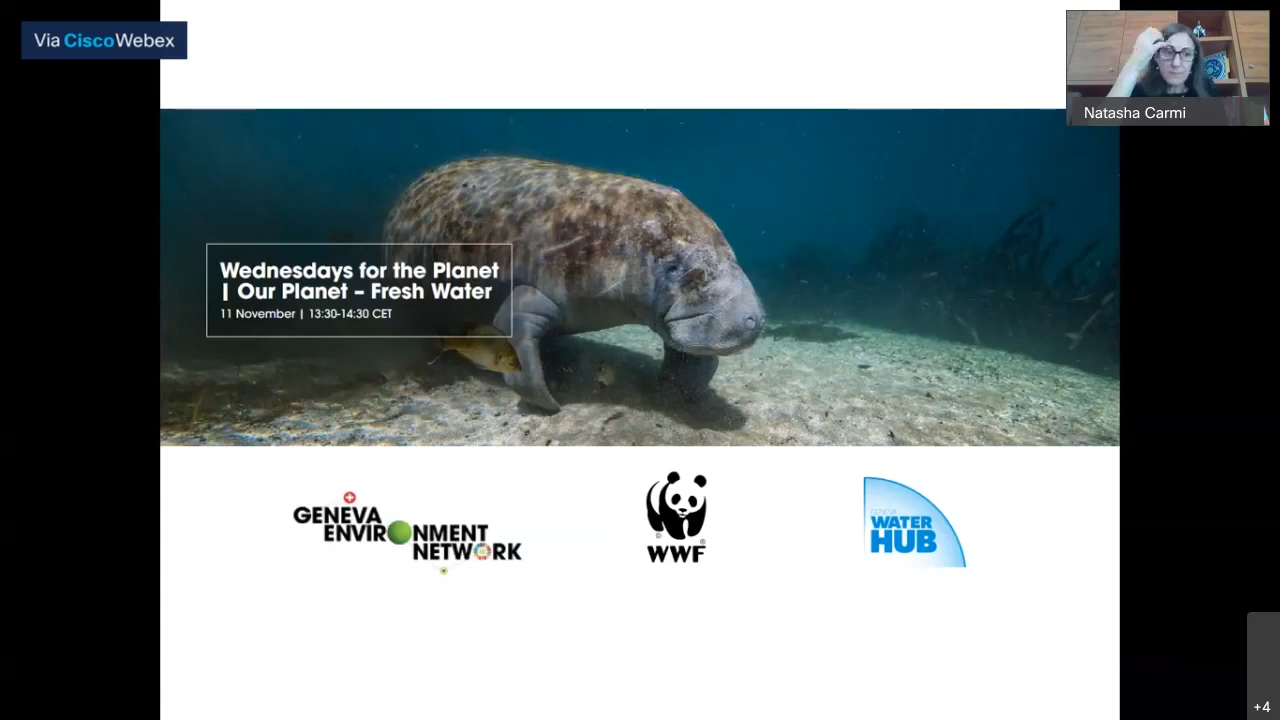 Via CiscoWebex
Natasha Carmi
Wednesdays for the Planet
| Our Planet – Fresh Water
11 November | 13:30-14:30 CET
GENEVA
ENVIRONMENT
NETWORK
©
®
WWF
GENEVA
WATER
HUB
+4